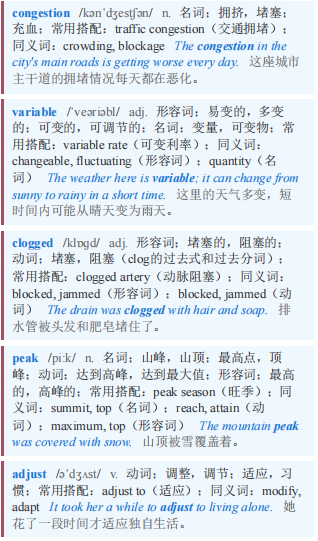 congestion /kən'dʒestʃən/ n. 名词；拥挤，堵塞；
充血；常用搭配：traffic congestion（交通拥堵）；
同义词：crowding, blockage The congestion in the
city's main roads is getting worse every day. 这座城市
主干道的拥堵情况每天都在恶化。
variable /'veəriəbl/ adj. 形容词：易变的，多变
的；可变的，可调节的；名词：变量，可变物；常
用搭配：variable rate（可变利率）；同义词：
changeable, fluctuating（形容词）；quantity（名
词） The weather here is variable; it can change from
sunny to rainy in a short time. 这里的天气多变，短
时间内可能从晴天变为雨天。
clogged /klɒgd/ adj. 形容词：堵塞的，阻塞的；
动词：堵塞，阻塞（clog的过去式和过去分词）；
常用搭配：clogged artery（动脉阻塞）；同义词：
blocked, jammed（形容词）；blocked, jammed（动
词） The drain was clogged with hair and soap. 排
水管被头发和肥皂堵住了。
peak /piːk/ n. 名词：山峰，山顶；最高点，顶
峰；动词：达到高峰，达到最大值；形容词：最高
的，高峰的；常用搭配：peak season（旺季）；同
义词：summit, top（名词）；reach, attain（动
词）；maximum, top（形容词） The mountain peak
was covered with snow. 山顶被雪覆盖着。
adjust /ə'dʒʌst/ v. 动词：调整，调节；适应，习
惯；常用搭配：adjust to（适应）；同义词：modify,
adapt It took her a while to adjust to living alone. 她
花了一段时间才适应独自生活。